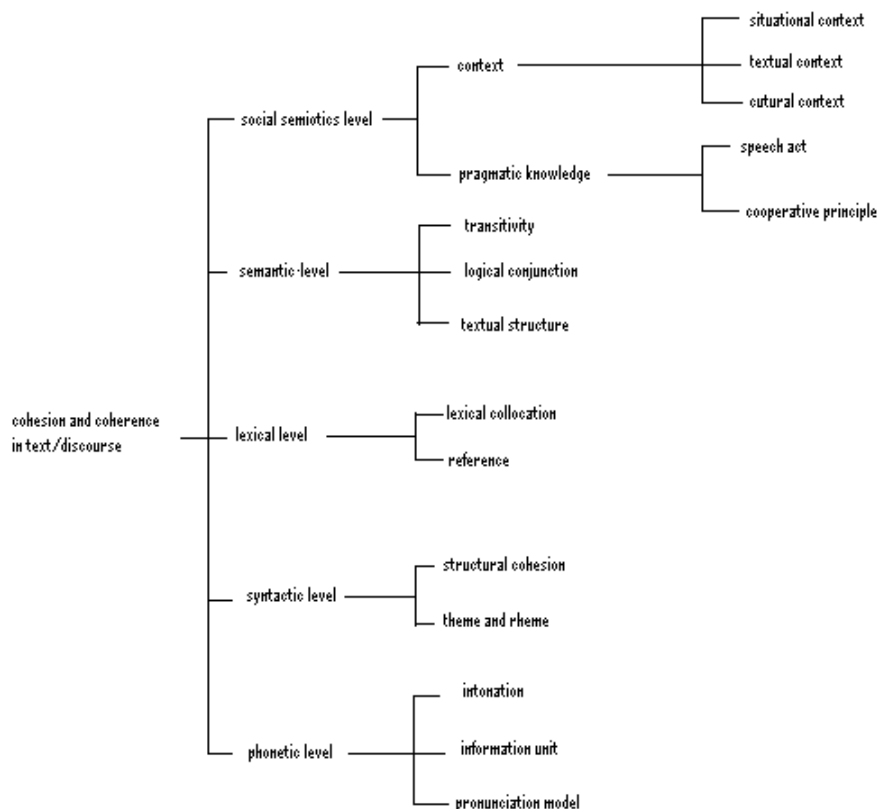 situational context
context
textual context
cutural context
social semiotics level
speech act
pragmatic knowledge
cooperative principle
transitivity
semantic-level
logical conjunction
textual structure
cohesion and coherence
in text/discourse
lexical collocation
lexical level
reference
structural cohesion
syntactic level
theme and rheme
intonation
phonetic level
information unit
pronunciation model